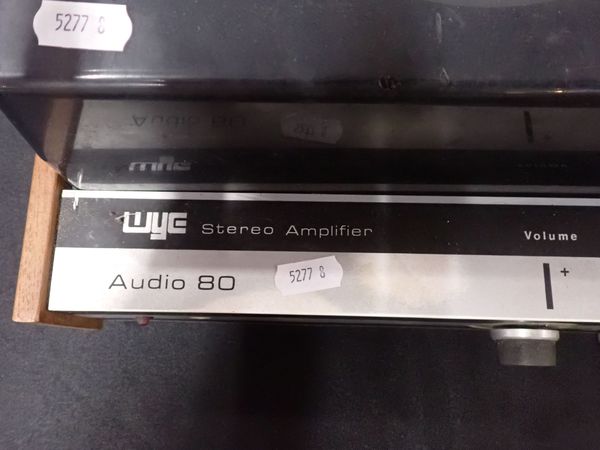 5277 8
WYE Stereo Amplifier
Volume
Audio 80
5277 8
+